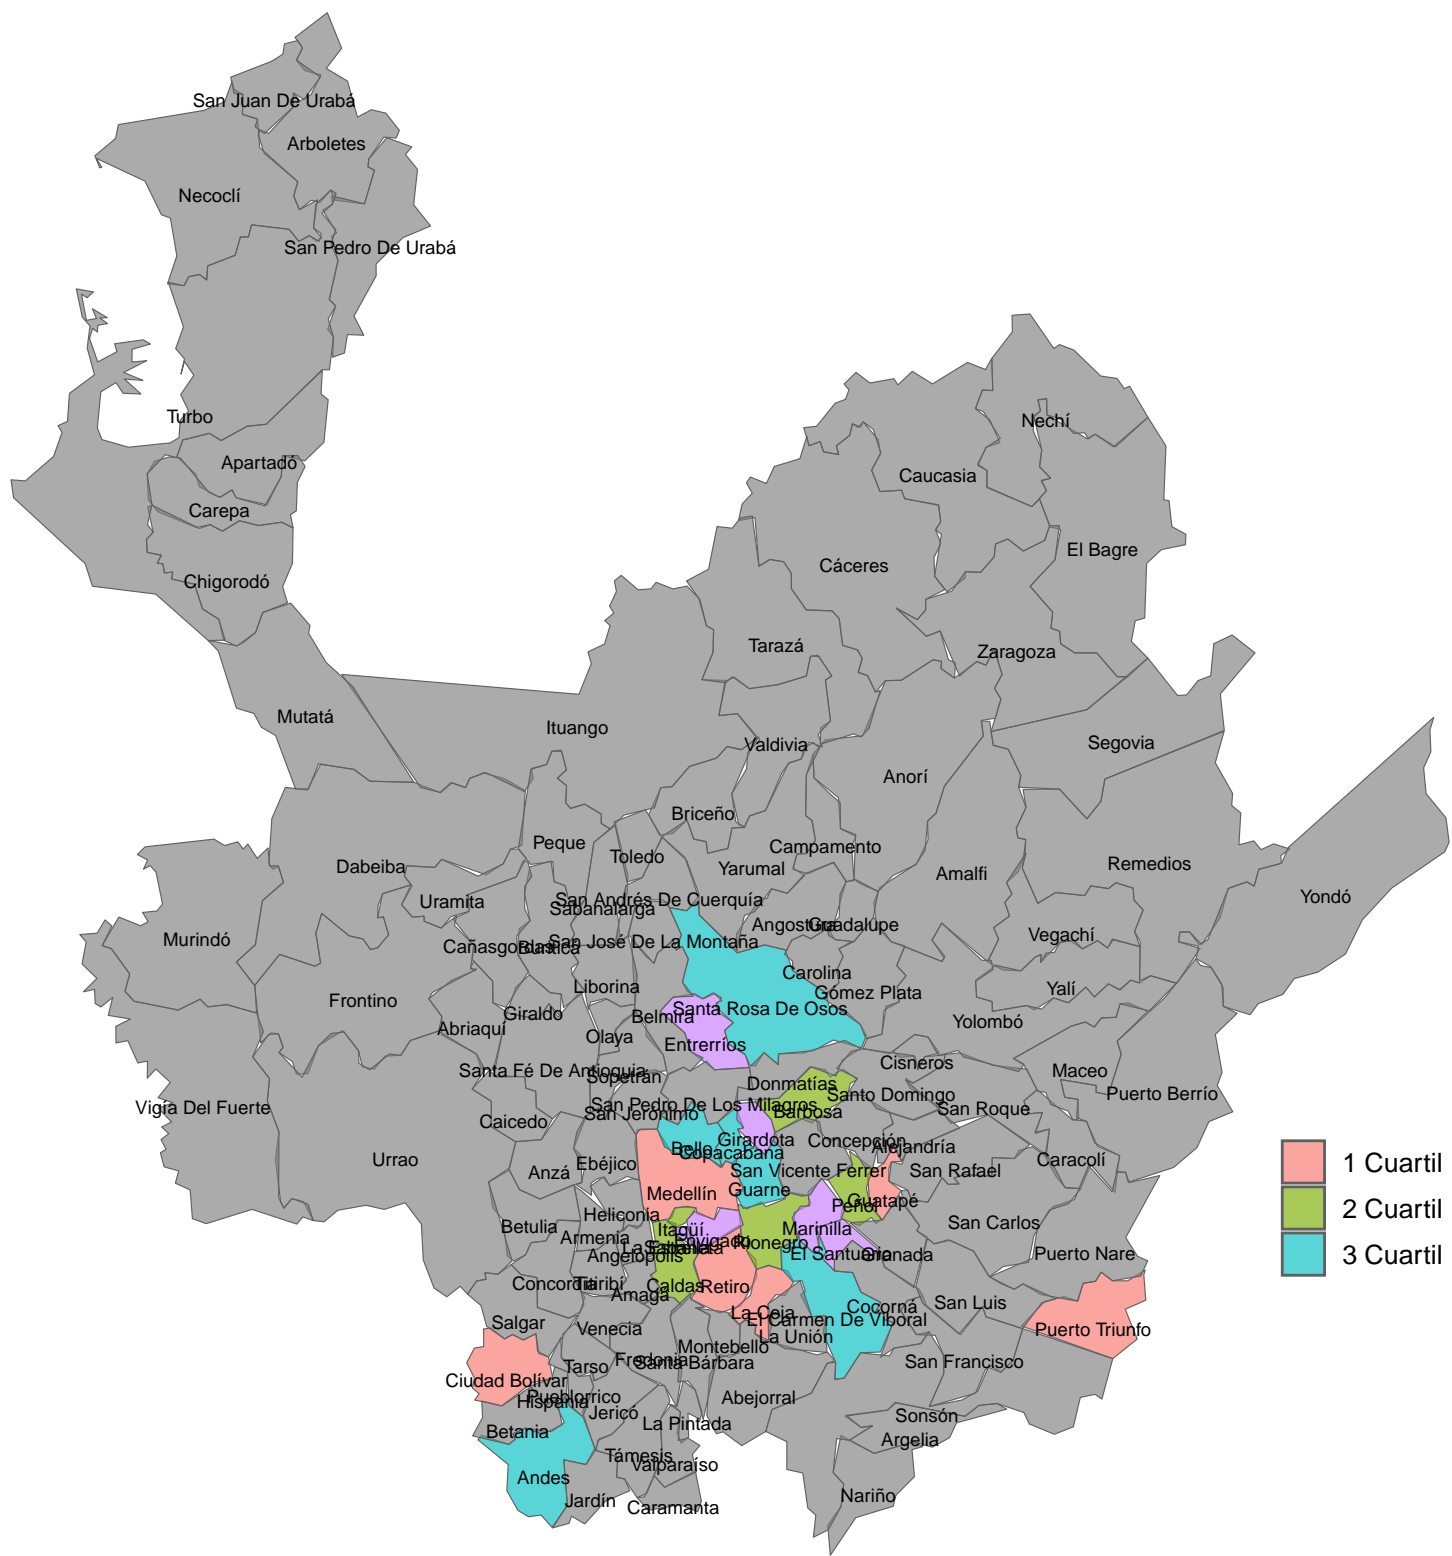 San Juan De Urabá
Arboletes
Necoclí
San Pedro De Urabá
Turbo
Apartadó
Nechí
Caucasia
Carepa
El Bagre
Cáceres
Chigorodó
Tarazá
Zaragoza
Mutatá
Ituango
Valdivia
Segovia
Anorí
Briceño
Peque
Campamento
Toledo
Dabeiba
Yarumal
Amalfi
Remedios
Yondó
Uramita
San Andrés De Cuerquía
Sabanalarga
Angostura
Guadalupe
Vegachí
Murindó
Cañasgordas
Buriticá
San José De La Montaña
Carolina
Liborina
Gómez Plata
Yalí
Frontino
Giraldo
Belmira
Santa Rosa De Osos
Abriaquí
Olaya
Entrerríos
Yolombó
Cisneros
Santa Fé De Antioquia
Sopetrán
Maceo
Donmatías
Santo Domingo
Puerto Berrío
Vigía Del Fuerte
San Pedro De Los Milagros
San Jerónimo
Barbosa
San Roque
Caicedo
Girardota
Concepción
Alejandría
Bello
Copacabana
Urrao
Anzá
Ebéjico
San Vicente Ferrer
San Rafael
Caracolí
1 Cuartil
Medellín
Guarne
Peñol
Guatapé
2 Cuartil
Heliconia
Betulia
Armenia
Itagüí
Envigado
Rionegro
Marinilla
San Carlos
La Estrella
Sabaneta
Angelópolis
El Santuario
Granada
Puerto Nare
3 Cuartil
Concordia
Titiribí
Amagá
Caldas
Retiro
La Ceja
El Carmen De Viboral
Cocorná
San Luis
Salgar
Venecia
La Unión
Puerto Triunfo
Montebello
Fredonia
Santa Bárbara
Tarso
San Francisco
Ciudad Bolívar
Pueblorrico
Hispania
Abejorral
Jericó
La Pintada
Sonsón
Betania
Argelia
Támesis
Valparaíso
Andes
Jardín
Caramanta
Nariño